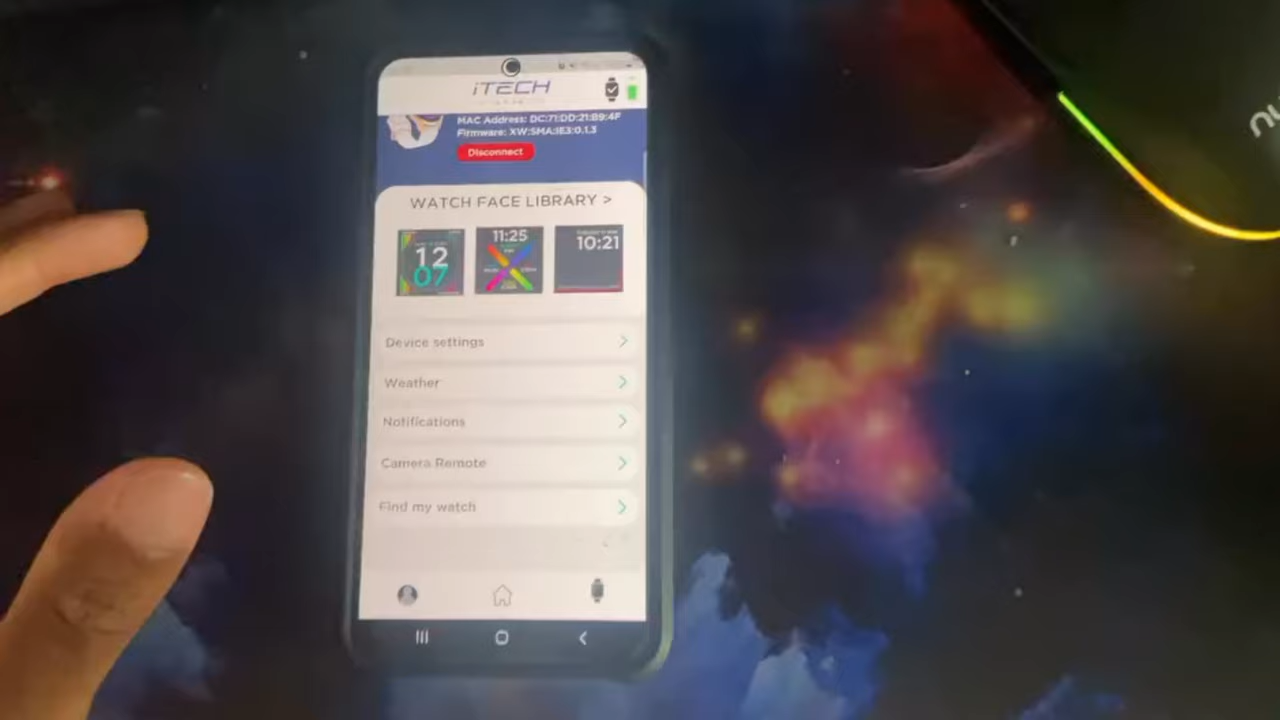 iTECH
MAC Address: DC:71:DD:21:B9:4F
Firmware: XW:SMA:IE3:0.1.3
Disconnect
WATCH FACE LIBRARY >
12
07
11:25
10:21
Device settings
Weather
Notifications
Camera Remote
Find my watch